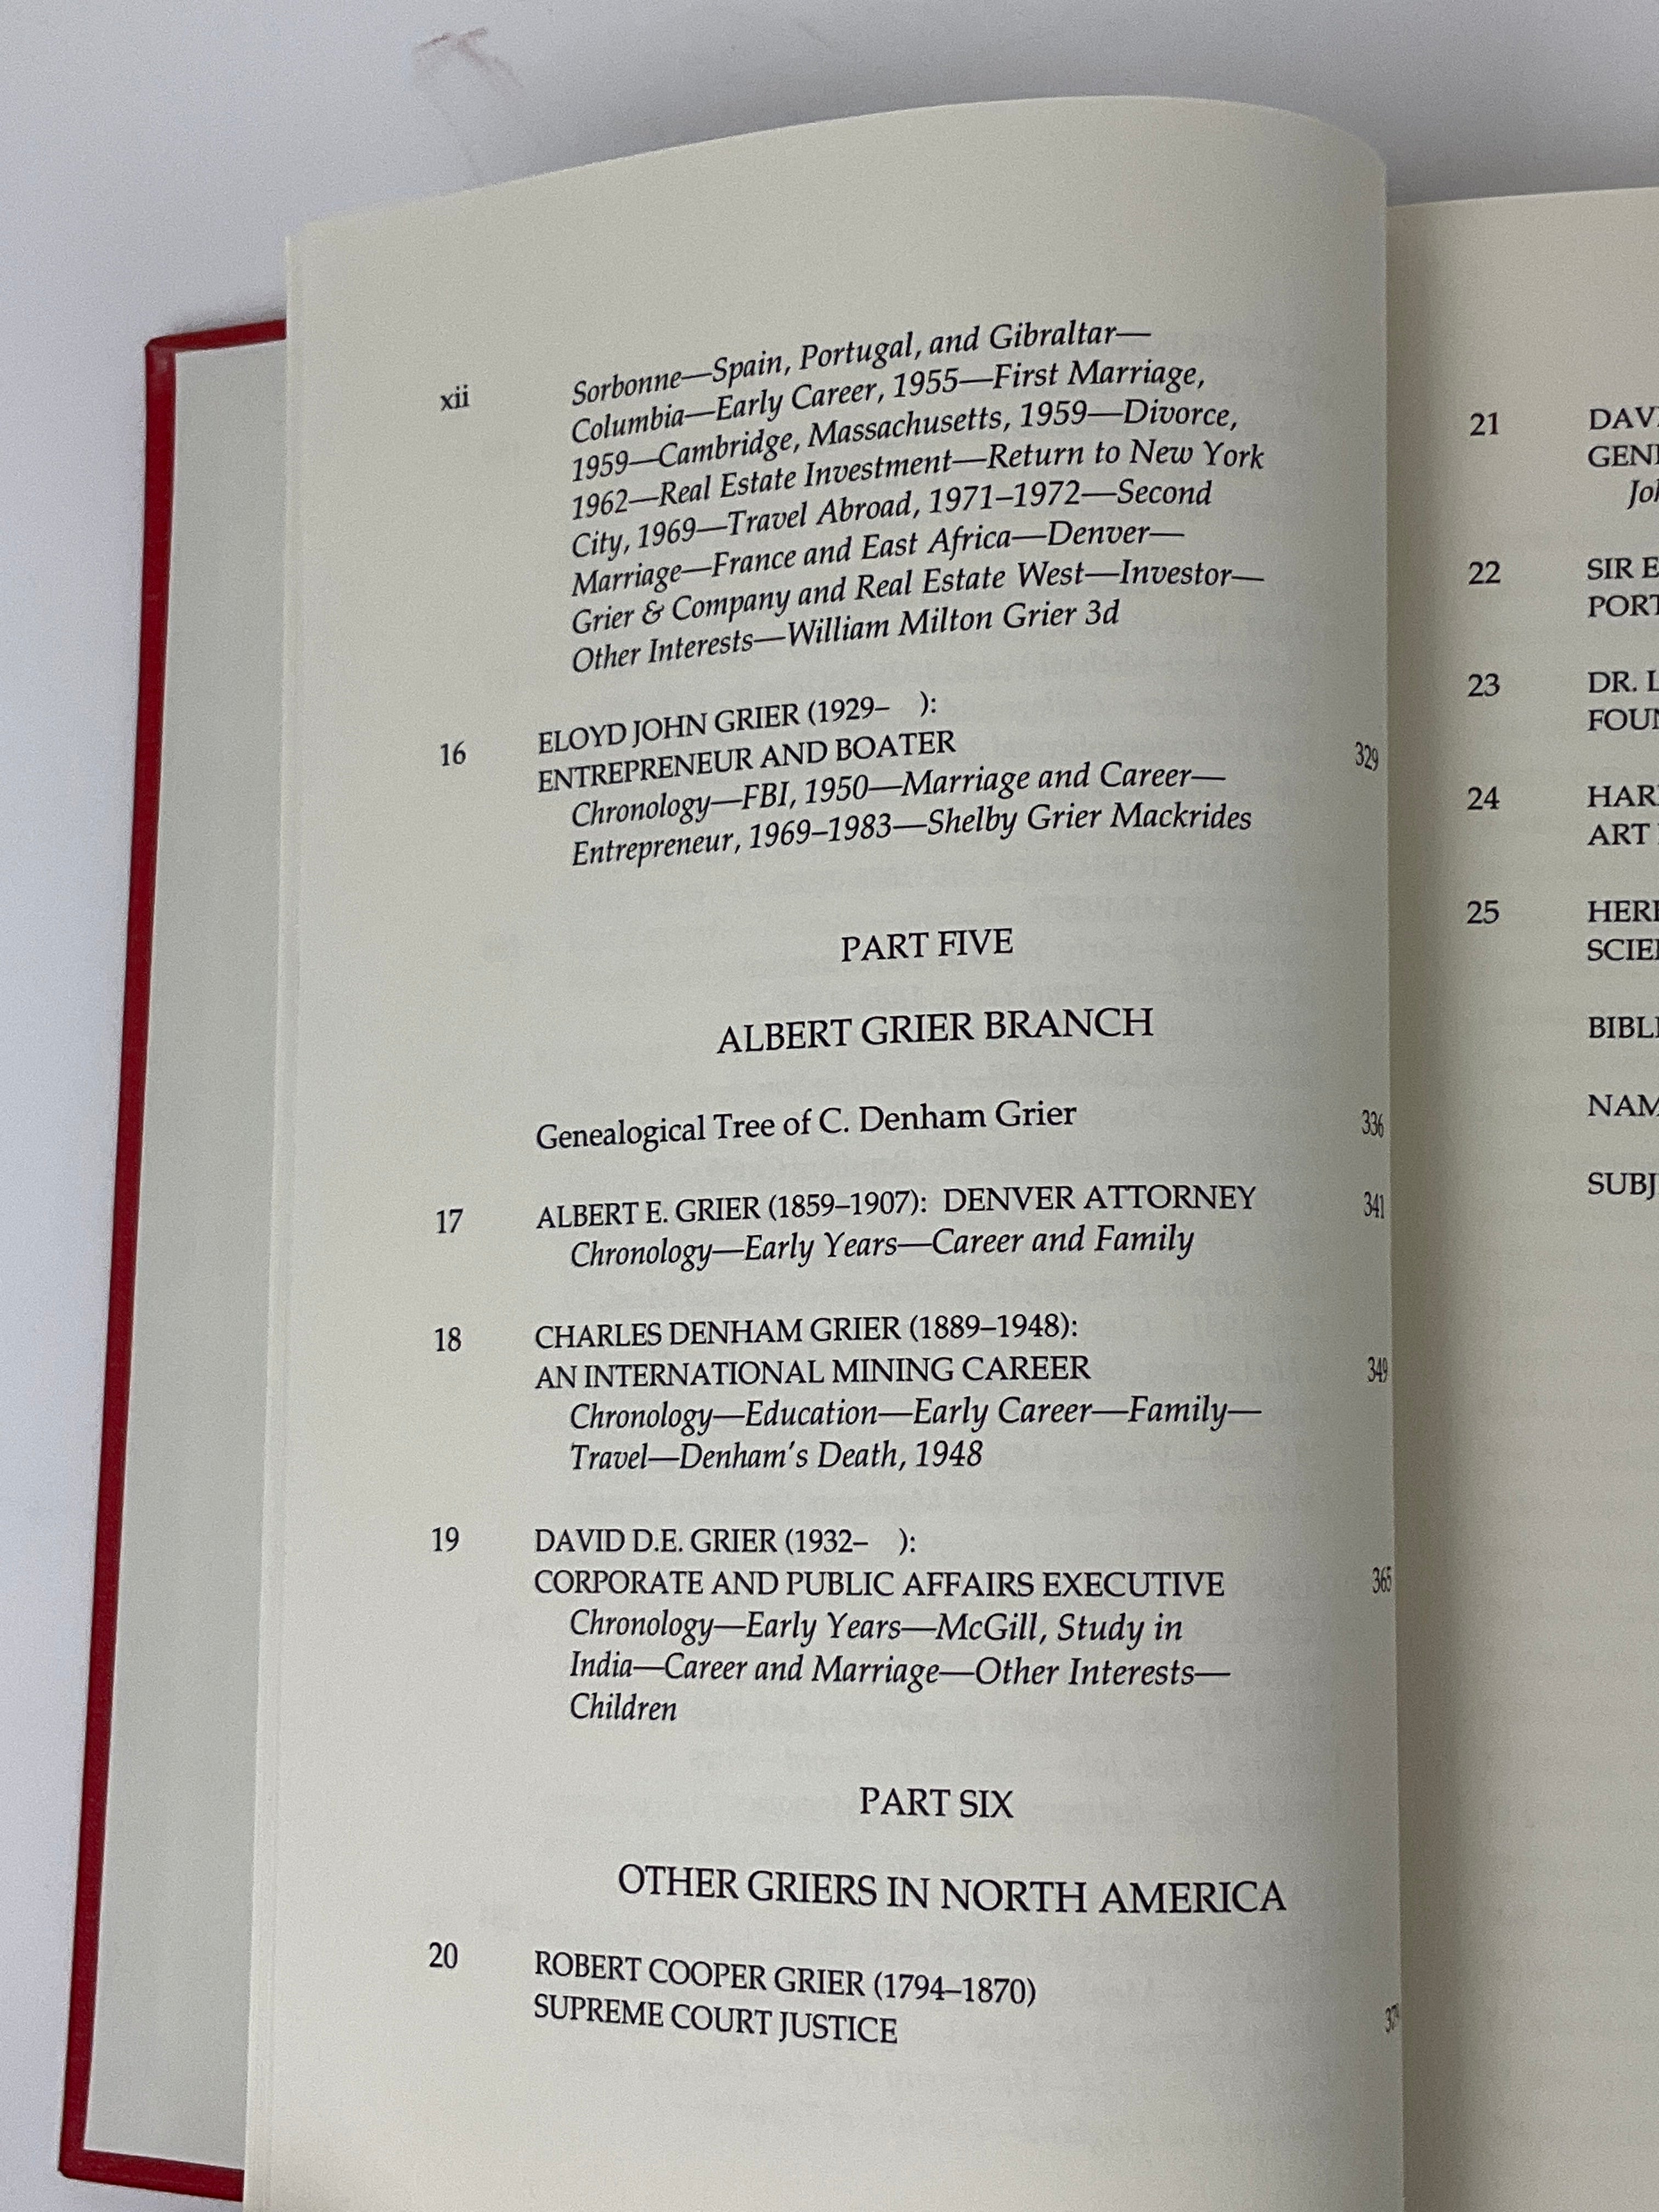 xii
Sorbonne—Spain, Portugal, and Gibraltar—
Columbia—Early Career, 1955—First Marriage,
1959—Cambridge, Massachusetts, 1959—Divorce,
1962—Real Estate Investment—Return to New York
City, 1969—Travel Abroad, 1971–1972—Second
Marriage—France and East Africa—Denver—
Grier & Company and Real Estate West—Investor—
Other Interests—William Milton Grier 3d
16 ELOYD JOHN GRIER (1929– ):
ENTREPRENEUR AND BOATER 329
Chronology—FBI, 1950—Marriage and Career—
Entrepreneur, 1969–1983—Shelby Grier Mackrides
PART FIVE
ALBERT GRIER BRANCH
Genealogical Tree of C. Denham Grier 336
17 ALBERT E. GRIER (1859–1907): DENVER ATTORNEY 341
Chronology—Early Years—Career and Family
18 CHARLES DENHAM GRIER (1889–1948):
AN INTERNATIONAL MINING CAREER 349
Chronology—Education—Early Career—Family—
Travel—Denham's Death, 1948
19 DAVID D.E. GRIER (1932– ):
CORPORATE AND PUBLIC AFFAIRS EXECUTIVE 365
Chronology—Early Years—McGill, Study in
India—Career and Marriage—Other Interests—
Children
PART SIX
OTHER GRIERS IN NORTH AMERICA
20 ROBERT COOPER GRIER (1794–1870)
SUPREME COURT JUSTICE
21
22 SIR
23 DR.
24
ART
25